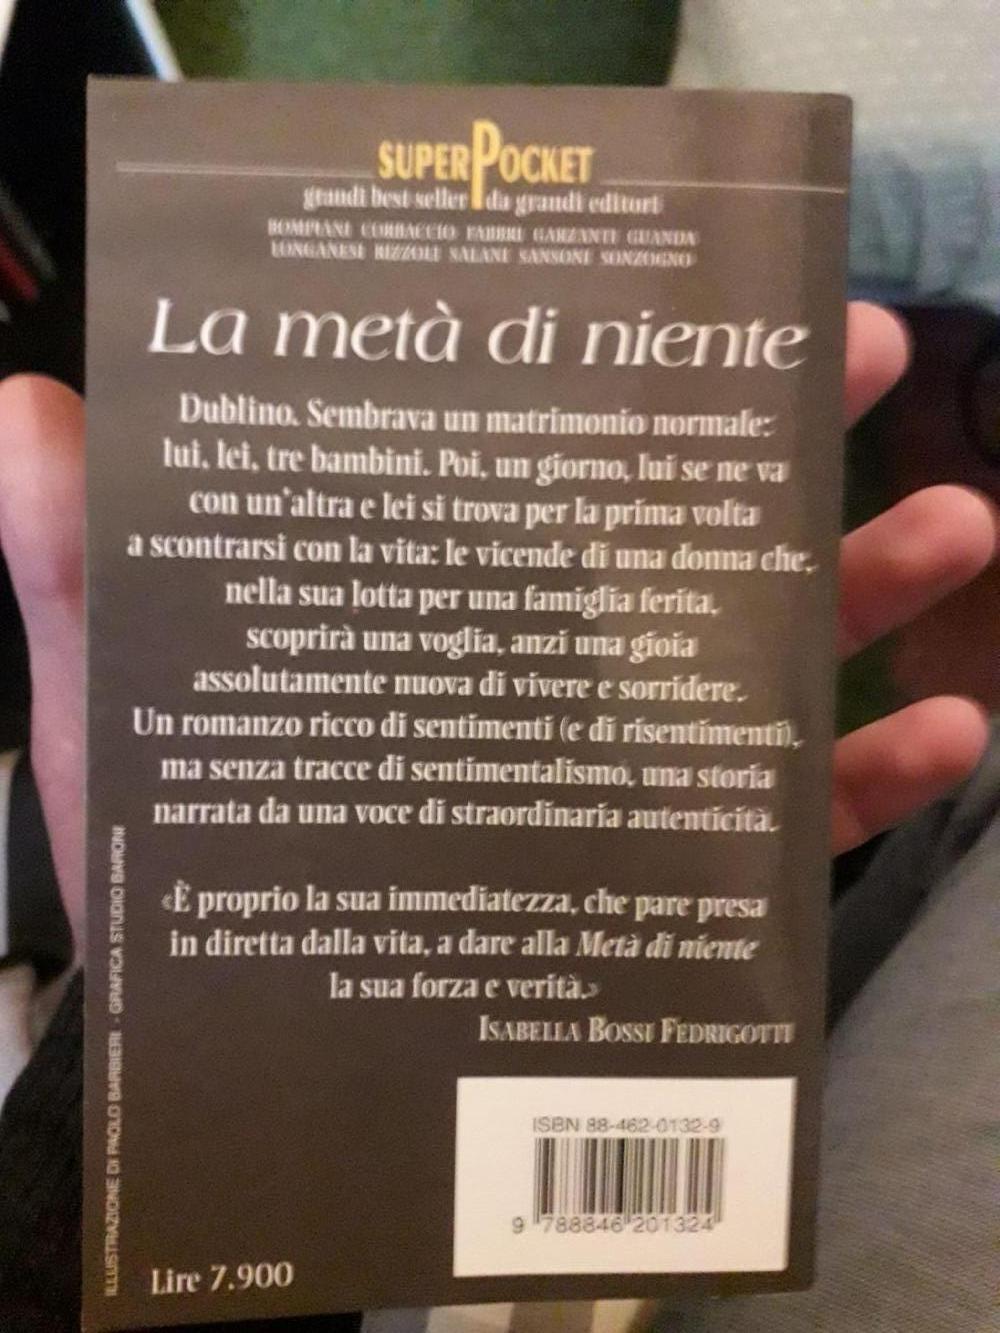 SUPERPOCKET
grandi best seller da grandi editori
BOMPIANI CORBACCIO FABBRI GARZANTI GUANDA
LONGANESI RIZZOLI SALANI SANSONI SONZOGNO
La metà di niente
Dublino. Sembrava un matrimonio normale:
lui, lei, tre bambini. Poi, un giorno, lui se ne va
con un'altra e lei si trova per la prima volta
a scontrarsi con la vita: le vicende di una donna che,
nella sua lotta per una famiglia ferita,
scoprirà una voglia, anzi una gioia
assolutamente nuova di vivere e sorridere.
Un romanzo ricco di sentimenti (e di risentimenti),
ma senza tracce di sentimentalismo, una storia
narrata da una voce di straordinaria autenticità.
«È proprio la sua immediatezza, che pare presa
in diretta dalla vita, a dare alla Metà di niente
la sua forza e verità.»
ISABELLA BOSSI FEDRIGOTTI
ILLUSTRAZIONE DI PAOLO BARBIERI - GRAFICA STUDIO BARONI
ISBN 88-462-0132-9
9 788846 201324
Lire 7.900